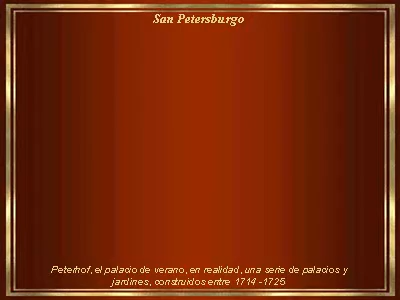 San Petersburgo
Peterhof, el palacio de verano, en realidad, una serie de palacios y
jardines, construidos entre 1714 -1725